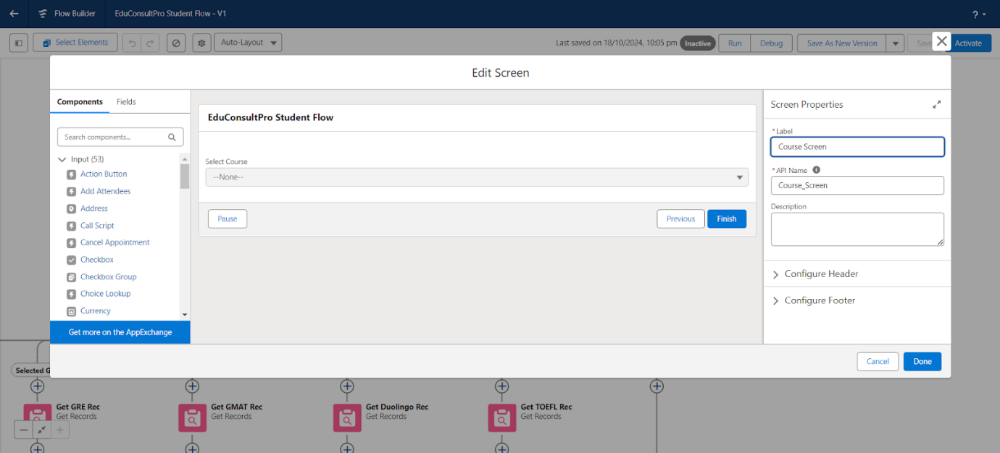 Flow Builder
EduConsultPro Student Flow - V1
?
Select Elements
Auto-Layout
Last saved on 18/10/2024, 10:05 pm
Inactive
Run
Debug
Save As New Version
Save
Activate
Edit Screen
Components
Fields
Search components...
Input (53)
Action Button
Add Attendees
Address
Call Script
Cancel Appointment
Checkbox
Checkbox Group
Choice Lookup
Currency
Get more on the AppExchange
EduConsultPro Student Flow
Select Course
--None--
Pause
Previous
Finish
Screen Properties
*Label
Course Screen
*API Name
Course_Screen
Description
Configure Header
Configure Footer
Cancel
Done
Selected G
Get GRE Rec
Get Records
Get GMAT Rec
Get Records
Get Duolingo Rec
Get Records
Get TOEFL Rec
Get Records